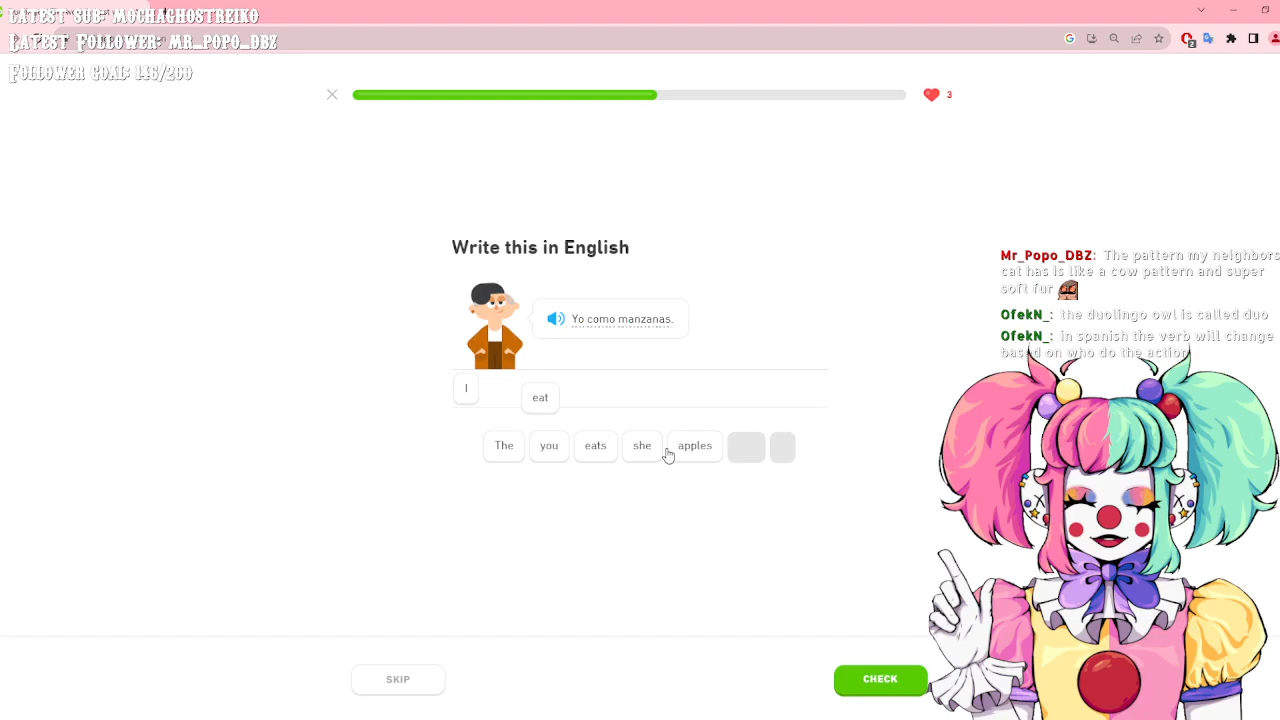 LATEST SUB: MOCHAGHOSTREIKO
LATEST FOLLOWER: MR_POPO_DBZ
FOLLOWER GOAL: 146/200
2
3
Write this in English
Yo como manzanas.
I
eat
The you eats she apples
SKIP
CHECK
Mr_Popo_DBZ: The pattern my neighbors
cat has is like a cow pattern and super
soft fur
OfekN_: the duolingo owl is called duo
OfekN_: in spanish the verb will change
based on who do the action